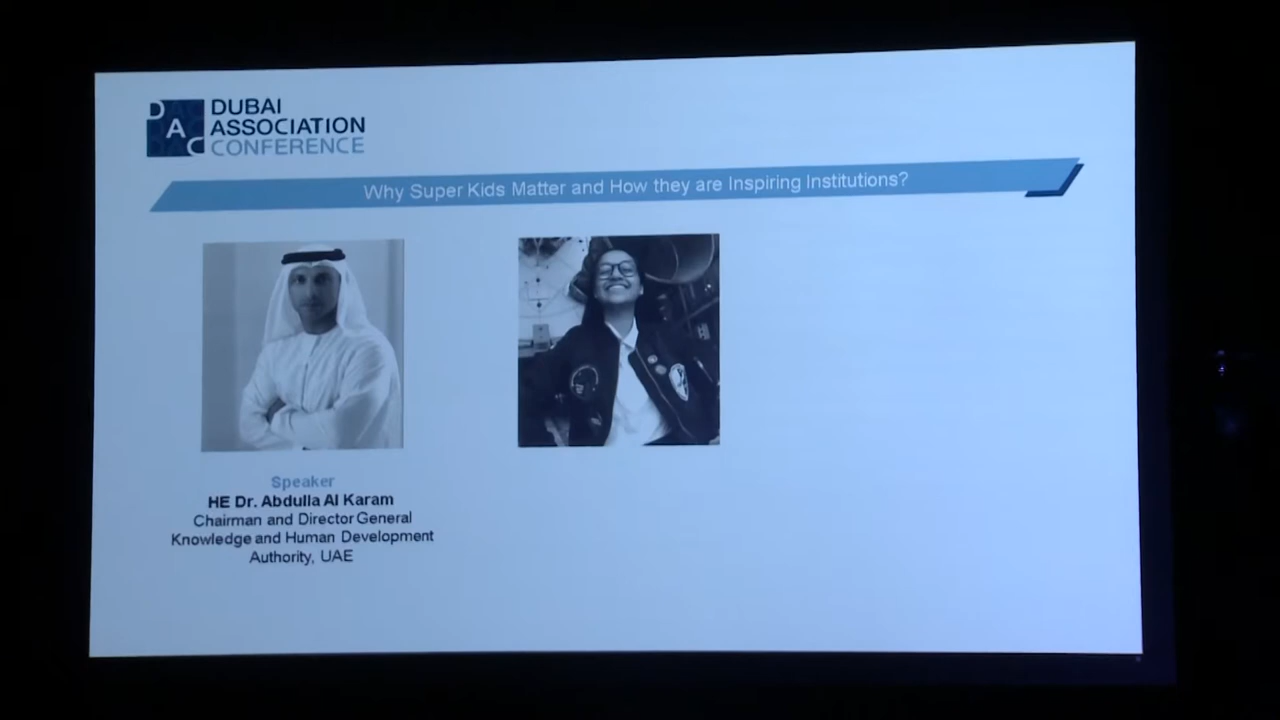 DAC
DUBAI
ASSOCIATION
CONFERENCE
Why Super Kids Matter and How they are Inspiring Institutions?
Speaker
HE Dr. Abdulla Al Karam
Chairman and Director General
Knowledge and Human Development
Authority, UAE